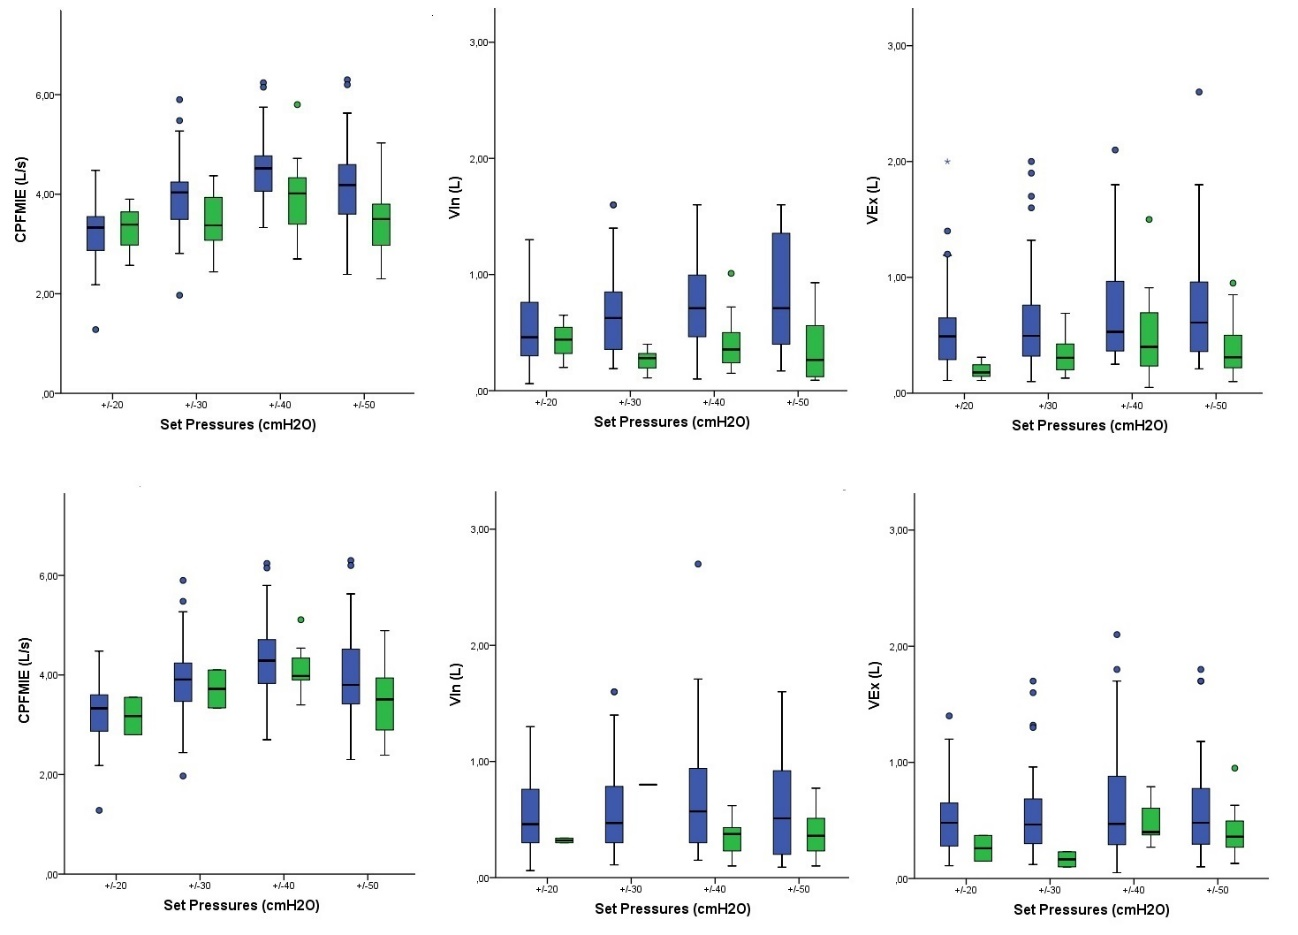 CPFMIE (L/s)
6,00
4,00
2,00
,00
+/-20 +/-30 +/-40 +/-50
Set Pressures (cmH2O)
VIn (L)
3,00
2,00
1,00
,00
+/-20 +/-30 +/-40 +/-50
Set Pressures (cmH2O)
VEx (L)
3,00
2,00
1,00
,00
*
+/20 +/30 +/-40 +/-50
Set Pressures (cmH2O)
CPFMIE (L/s)
6,00
4,00
2,00
,00
+/-20 +/-30 +/-40 +/-50
Set Pressures (cmH2O)
VIn (L)
3,00
2,00
1,00
,00
+/-20 +/-30 +/-40 +/-50
Set Pressures (cmH2O)
VEx (L)
3,00
2,00
1,00
,00
+/-20 +/-30 +/-40 +/-50
Set Pressures (cmH2O)